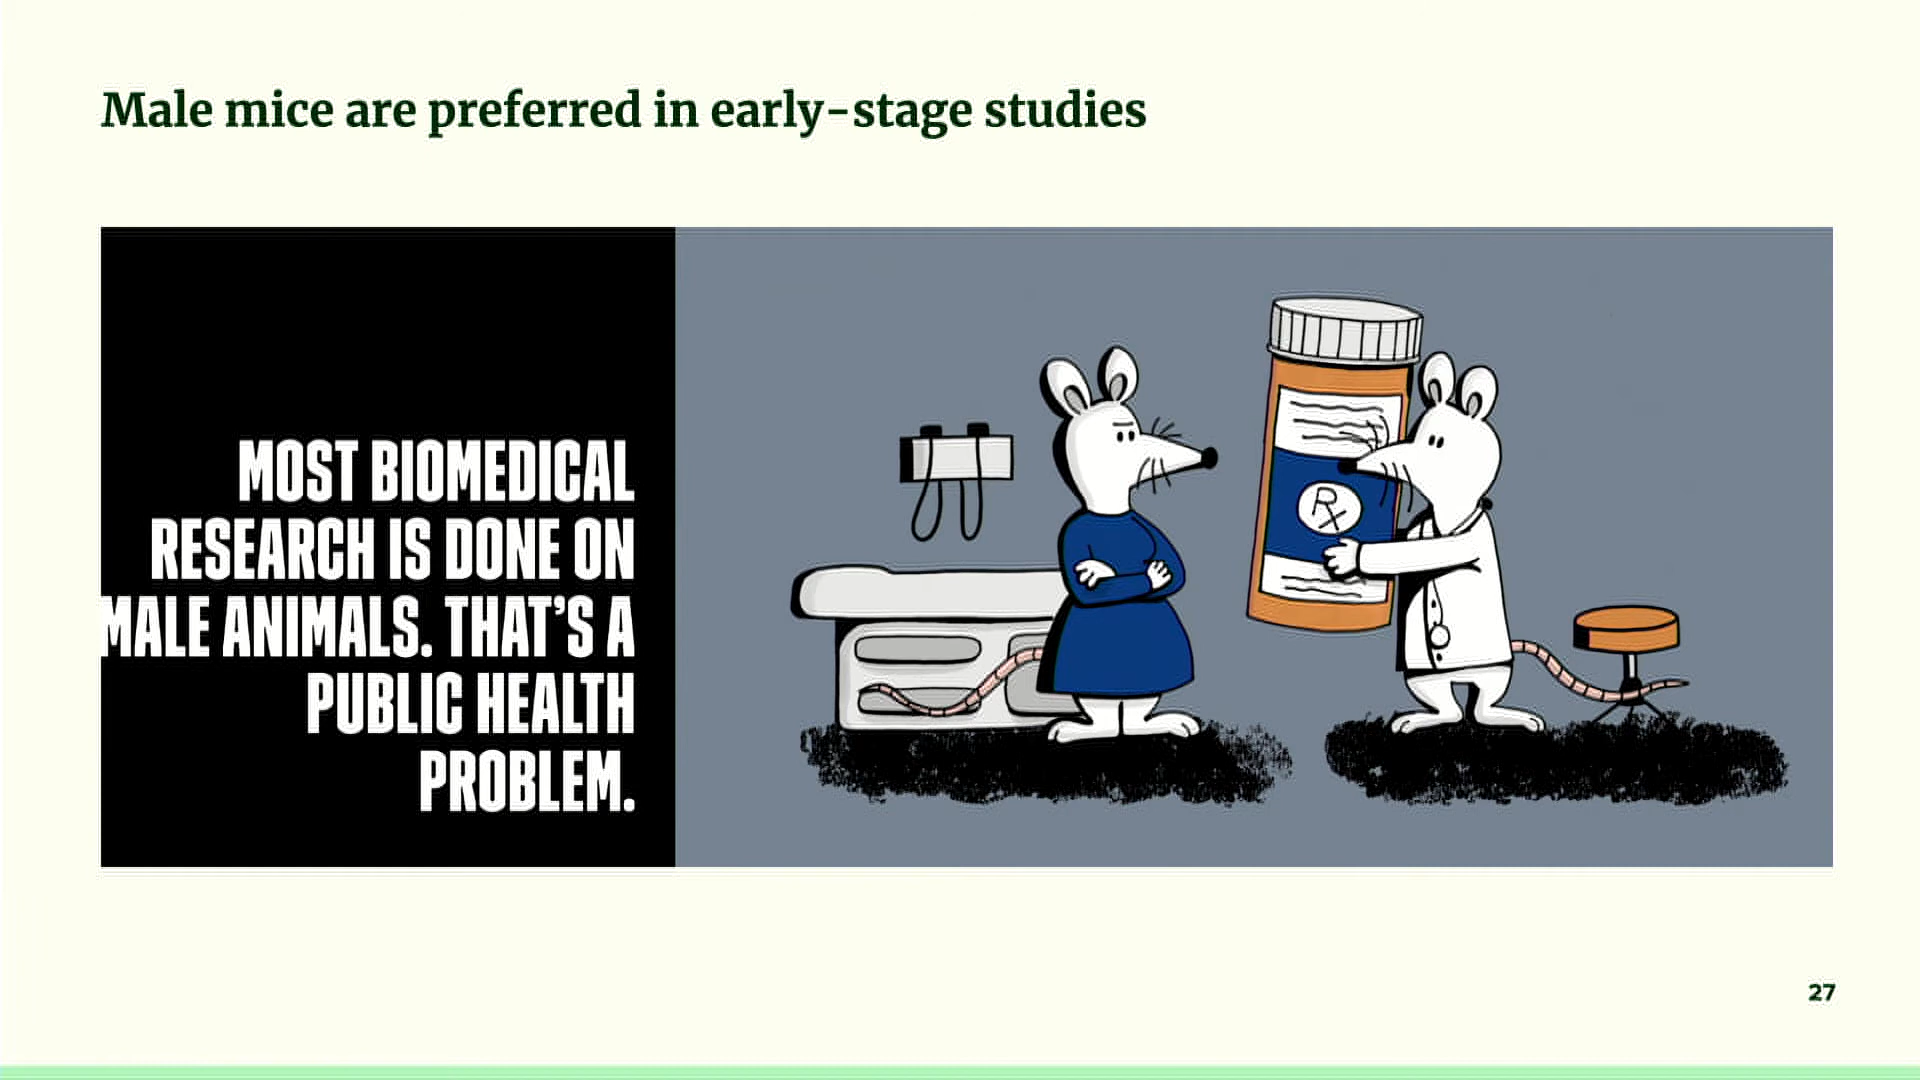 Male mice are preferred in early-stage studies
MOST BIOMEDICAL
RESEARCH IS DONE ON
MALE ANIMALS. THAT'S A
PUBLIC HEALTH
PROBLEM.
Rx
27